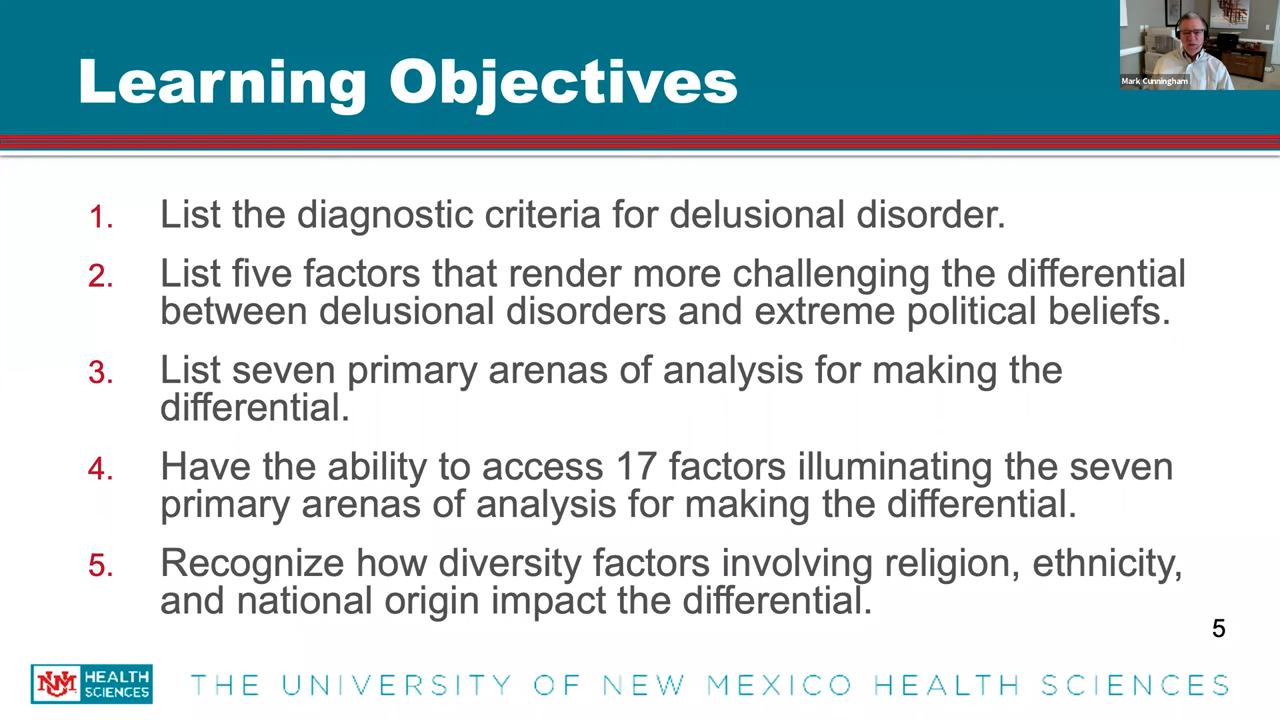 Learning Objectives
Mark Cunningham
1. List the diagnostic criteria for delusional disorder.
2. List five factors that render more challenging the differential
between delusional disorders and extreme political beliefs.
3. List seven primary arenas of analysis for making the
differential.
4. Have the ability to access 17 factors illuminating the seven
primary arenas of analysis for making the differential.
5. Recognize how diversity factors involving religion, ethnicity,
and national origin impact the differential.
5
UNM HEALTH
SCIENCES
THE UNIVERSITY OF NEW MEXICO HEALTH SCIENCES